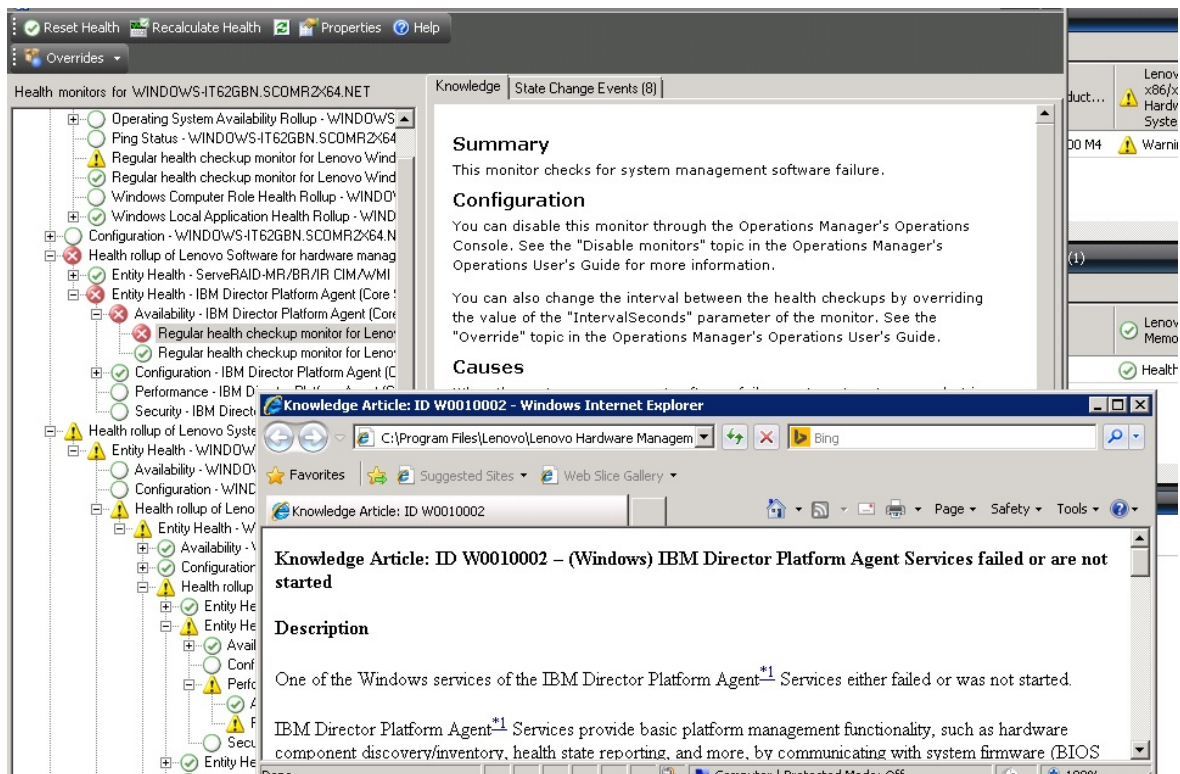 Reset Health Recalculate Health Properties Help
Overrides
Health monitors for WINDOWS-IT62GBN.SCOMR2X64.NET
Operating System Availability Rollup - WINDOWS
Ping Status - WINDOWS-IT62GBN.SCOMR2X64
Regular health checkup monitor for Lenovo Wind
Regular health checkup monitor for Lenovo Wind
Windows Computer Role Health Rollup - WINDO
Windows Local Application Health Rollup - WIND
Configuration - WINDOWS-IT62GBN.SCOMR2X64.N
Health rollup of Lenovo Software for hardware manag
Entity Health - ServeRAID-MR/BR/IR CIM/WMI
Entity Health - IBM Director Platform Agent (Core
Availability - IBM Director Platform Agent (Core
Regular health checkup monitor for Leno
Regular health checkup monitor for Leno
Configuration - IBM Director Platform Agent (C
Performance - IBM D
Security - IBM Direct
Health rollup of Lenovo Syste
Entity Health - WINDOW
Availability - WINDO
Configuration - WIND
Health rollup of Leno
Entity Health - W
Availability -
Configuration
Health rollup
Entity He
Entity He
Avail
Conf
Perfo
Secu
Entity He
Knowledge State Change Events (8)
Summary
This monitor checks for system management software failure.
Configuration
You can disable this monitor through the Operations Manager's Operations
Console. See the "Disable monitors" topic in the Operations Manager's
Operations User's Guide for more information.
You can also change the interval between the health checkups by overriding
the value of the "IntervalSeconds" parameter of the monitor. See the
"Override" topic in the Operations Manager's Operations User's Guide.
Causes
duct...
Lenov
x86/x
Hardw
Syste
00 M4 Warnin
(1)
Lenov
Memo
Health
Knowledge Article: ID W0010002 - Windows Internet Explorer
C:\Program Files\Lenovo\Lenovo Hardware Managem Bing
Favorites Suggested Sites Web Slice Gallery
Knowledge Article: ID W0010002 Page Safety Tools
Knowledge Article: ID W0010002 – (Windows) IBM Director Platform Agent Services failed or are not
started
Description
One of the Windows services of the IBM Director Platform Agent*1 Services either failed or was not started.
IBM Director Platform Agent*1 Services provide basic platform management functionality, such as hardware
component discovery/inventory, health state reporting, and more, by communicating with system firmware (BIOS